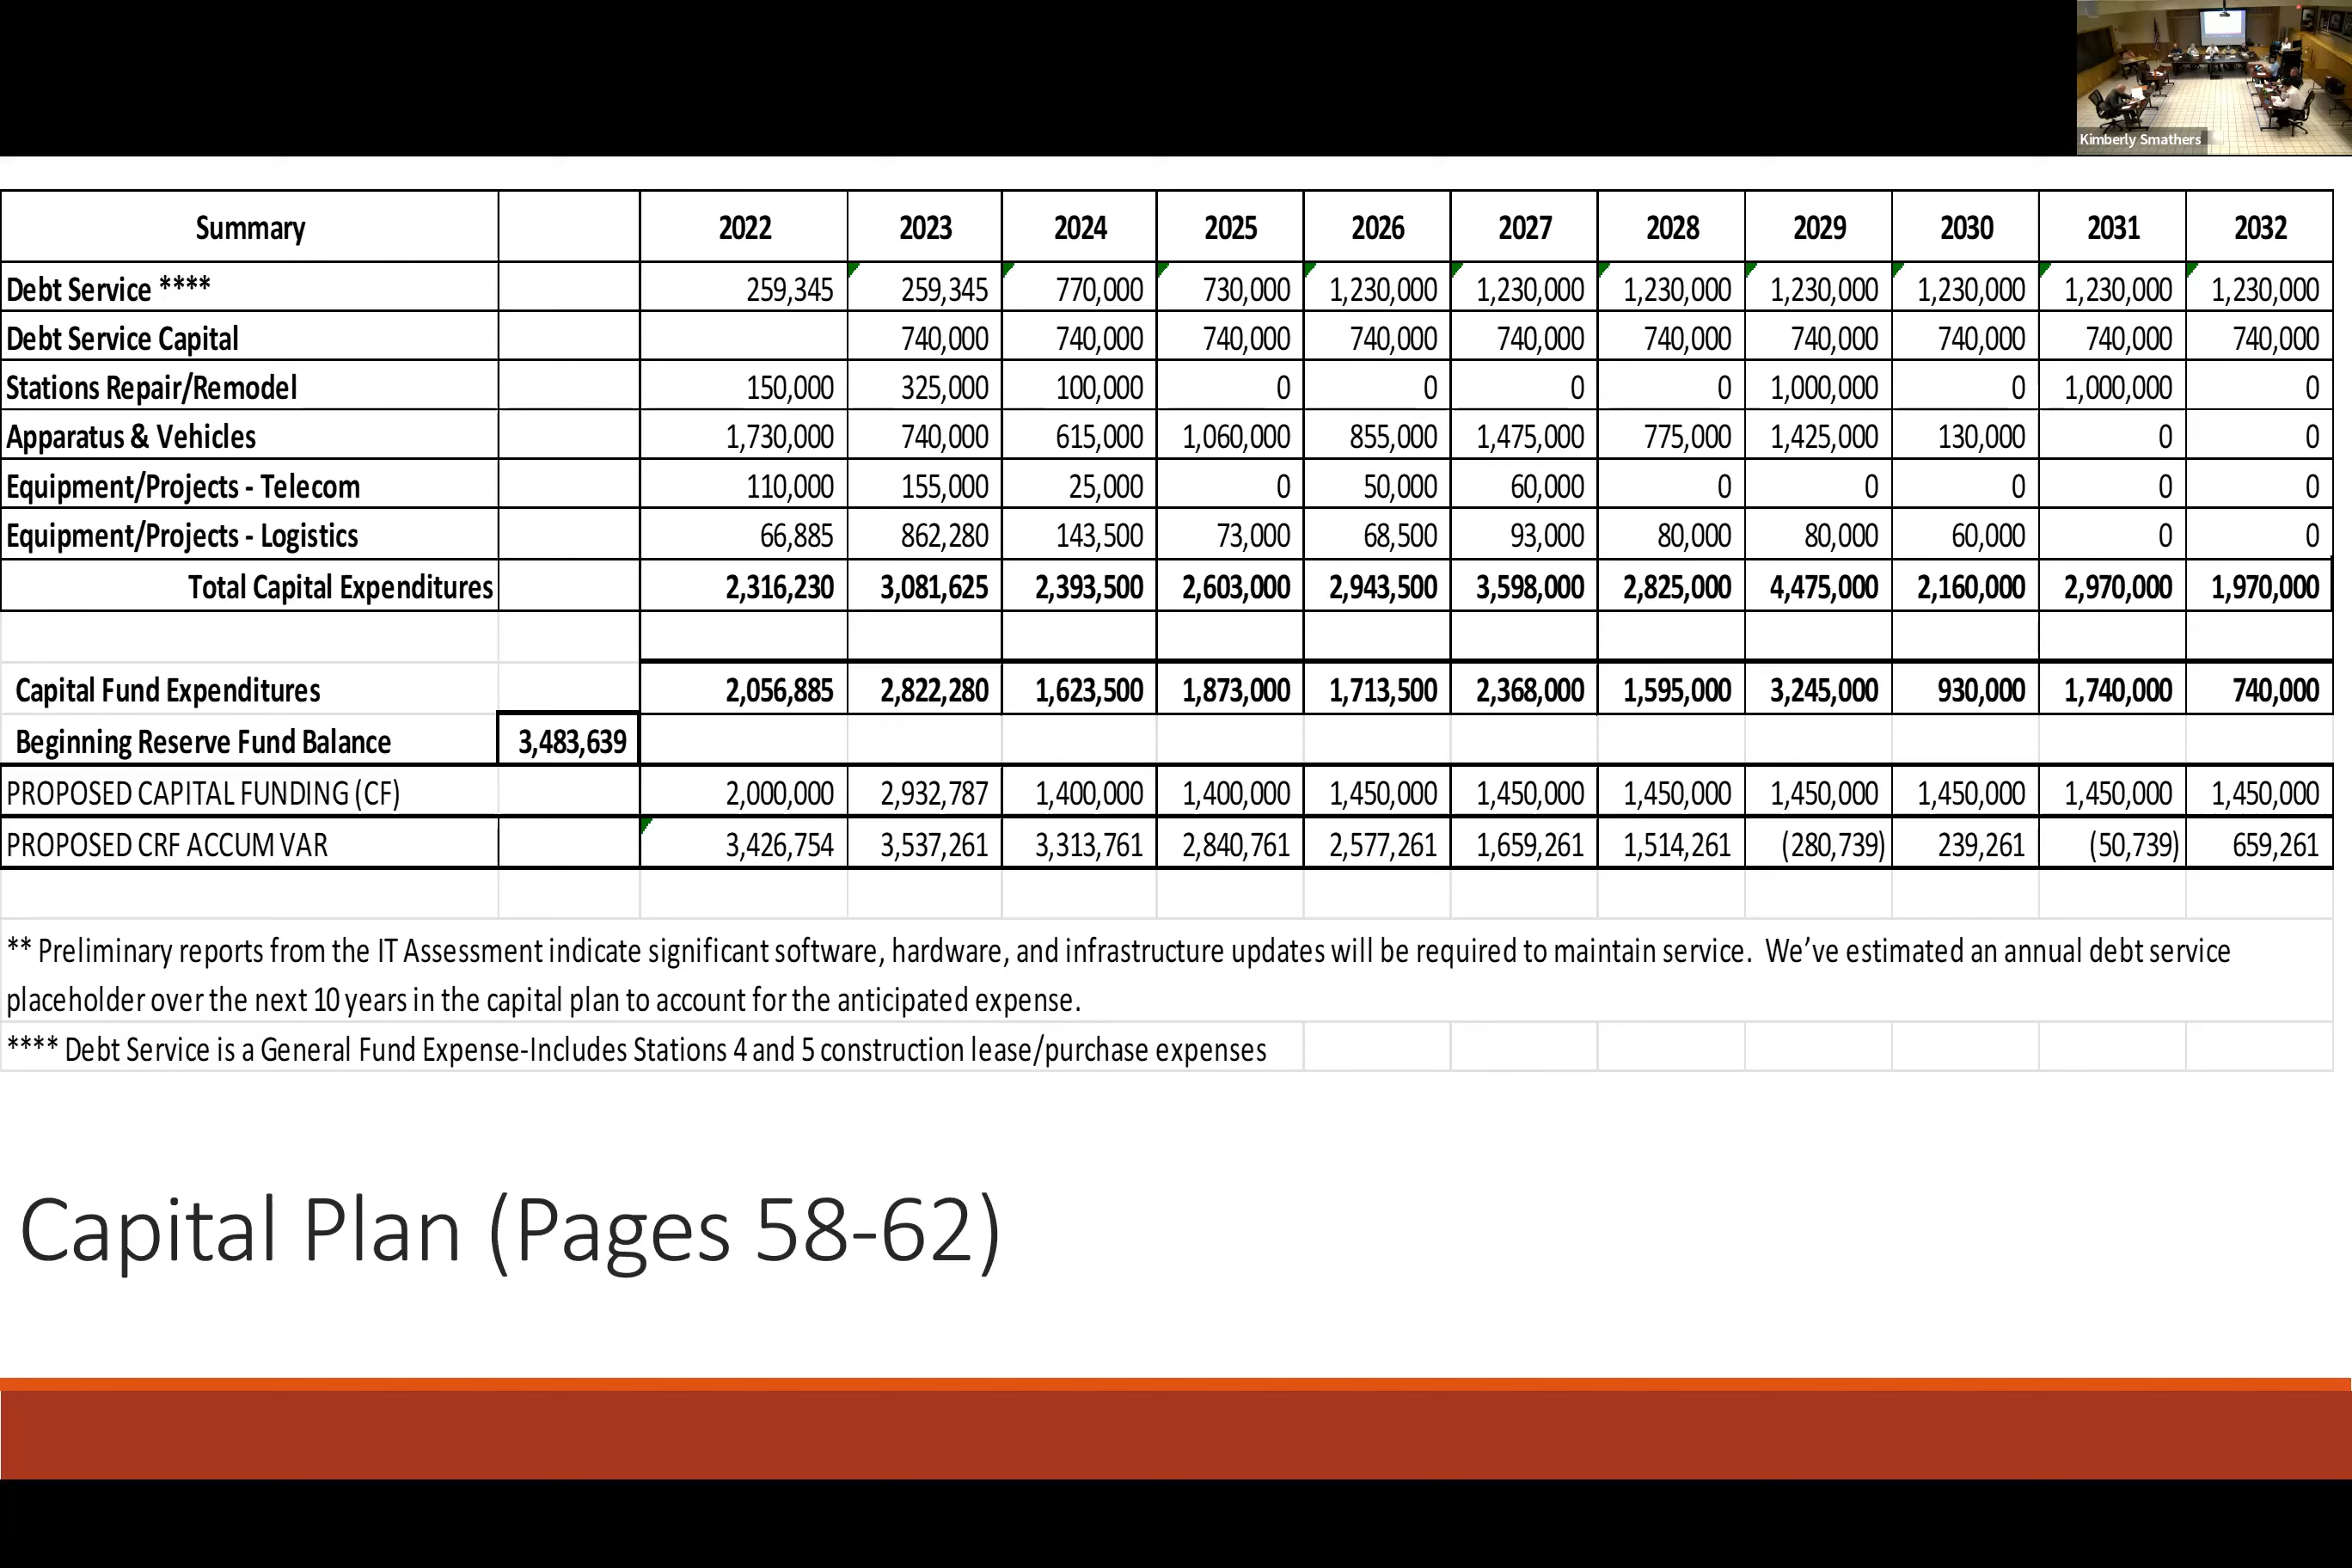 Kimberly Smathers
Summary 2022 2023 2024 2025 2026 2027 2028 2029 2030 2031 2032
Debt Service **** 259,345 259,345 770,000 730,000 1,230,000 1,230,000 1,230,000 1,230,000 1,230,000 1,230,000 1,230,000
Debt Service Capital 740,000 740,000 740,000 740,000 740,000 740,000 740,000 740,000 740,000 740,000
Stations Repair/Remodel 150,000 325,000 100,000 0 0 0 0 1,000,000 0 1,000,000 0
Apparatus & Vehicles 1,730,000 740,000 615,000 1,060,000 855,000 1,475,000 775,000 1,425,000 130,000 0 0
Equipment/Projects - Telecom 110,000 155,000 25,000 0 50,000 60,000 0 0 0 0 0
Equipment/Projects - Logistics 66,885 862,280 143,500 73,000 68,500 93,000 80,000 80,000 60,000 0 0
Total Capital Expenditures 2,316,230 3,081,625 2,393,500 2,603,000 2,943,500 3,598,000 2,825,000 4,475,000 2,160,000 2,970,000 1,970,000
Capital Fund Expenditures 2,056,885 2,822,280 1,623,500 1,873,000 1,713,500 2,368,000 1,595,000 3,245,000 930,000 1,740,000 740,000
Beginning Reserve Fund Balance 3,483,639
PROPOSED CAPITAL FUNDING (CF) 2,000,000 2,932,787 1,400,000 1,400,000 1,450,000 1,450,000 1,450,000 1,450,000 1,450,000 1,450,000 1,450,000
PROPOSED CRF ACCUM VAR 3,426,754 3,537,261 3,313,761 2,840,761 2,577,261 1,659,261 1,514,261 (280,739) 239,261 (50,739) 659,261
** Preliminary reports from the IT Assessment indicate significant software, hardware, and infrastructure updates will be required to maintain service. We've estimated an annual debt service
placeholder over the next 10 years in the capital plan to account for the anticipated expense.
**** Debt Service is a General Fund Expense-Includes Stations 4 and 5 construction lease/purchase expenses
Capital Plan (Pages 58-62)